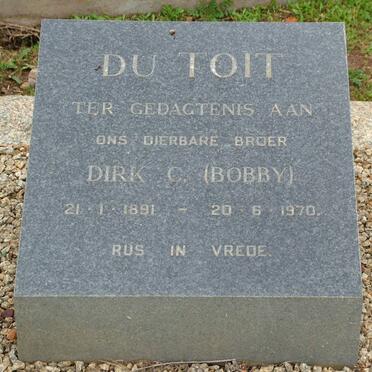 DU TOIT
TER GEDAGTENIS AAN
ONS DIERBARE BROER
DIRK C. (BOBBY)
21·1·1891 – 20·6·1970.
RUS IN VREDE.